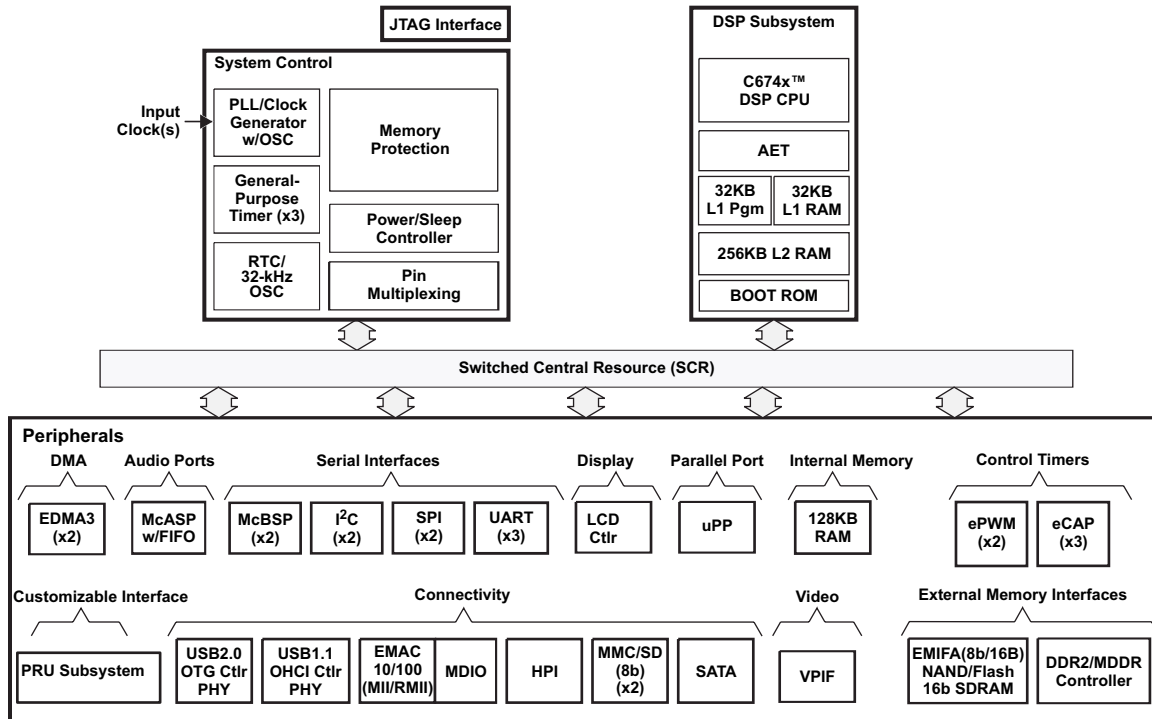 JTAG Interface
System Control
Input
Clock(s)
PLL/Clock
Generator
w/OSC
General-
Purpose
Timer (x3)
RTC/
32-kHz
OSC
Memory
Protection
Power/Sleep
Controller
Pin
Multiplexing
DSP Subsystem
C674x™
DSP CPU
AET
32KB
L1 Pgm
32KB
L1 RAM
256KB L2 RAM
BOOT ROM
Switched Central Resource (SCR)
Peripherals
DMA
EDMA3
(x2)
Audio Ports
McASP
w/FIFO
Serial Interfaces
McBSP
(x2)
I²C
(x2)
SPI
(x2)
UART
(x3)
Display
LCD
Ctlr
Parallel Port
uPP
Internal Memory
128KB
RAM
Control Timers
ePWM
(x2)
eCAP
(x3)
Customizable Interface
PRU Subsystem
Connectivity
USB2.0
OTG Ctlr
PHY
USB1.1
OHCI Ctlr
PHY
EMAC
10/100
(MII/RMII)
MDIO
HPI
MMC/SD
(8b)
(x2)
SATA
Video
VPIF
External Memory Interfaces
EMIFA(8b/16B)
NAND/Flash
16b SDRAM
DDR2/MDDR
Controller